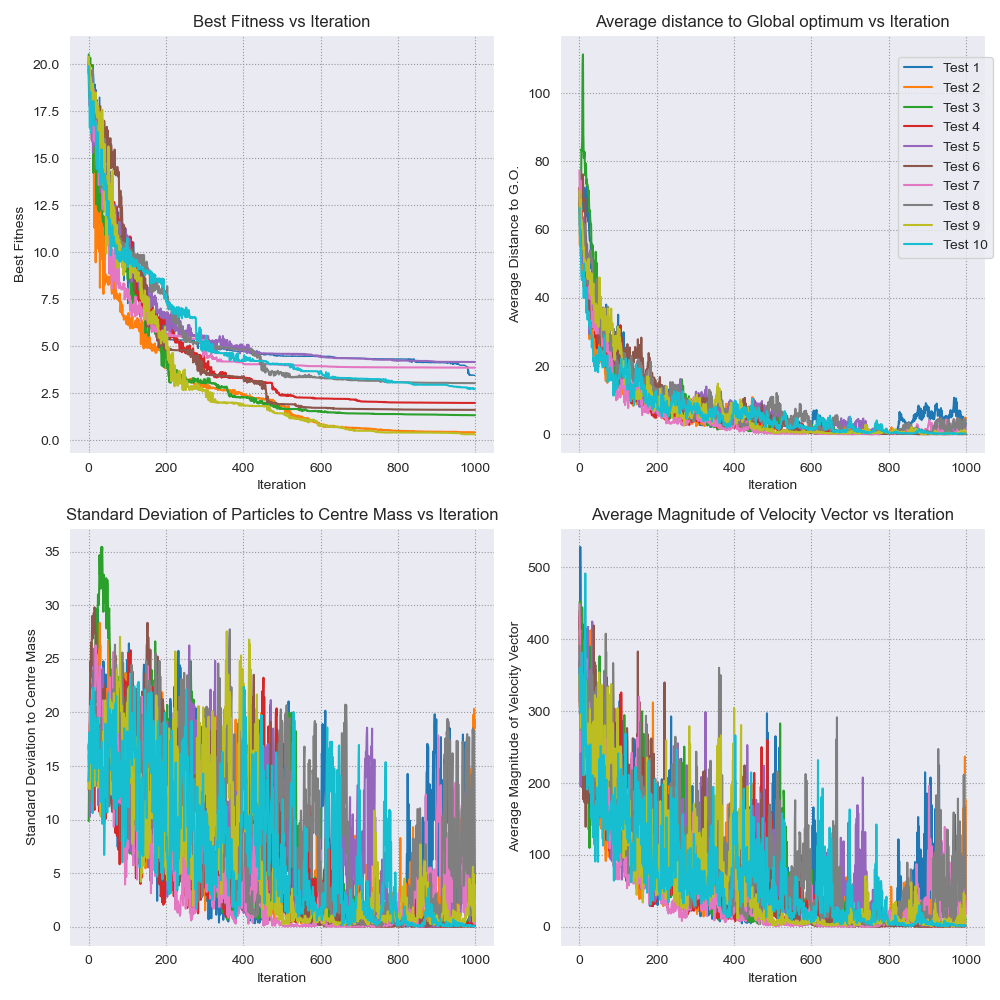 Best Fitness vs Iteration
Best Fitness
20.0
17.5
15.0
12.5
10.0
7.5
5.0
2.5
0.0
0 200 400 600 800 1000
Iteration
Average distance to Global optimum vs Iteration
Average Distance to G.O.
100
80
60
40
20
0
0 200 400 600 800 1000
Iteration
Test 1
Test 2
Test 3
Test 4
Test 5
Test 6
Test 7
Test 8
Test 9
Test 10
Standard Deviation of Particles to Centre Mass vs Iteration
Standard Deviation to Centre Mass
35
30
25
20
15
10
5
0
0 200 400 600 800 1000
Iteration
Average Magnitude of Velocity Vector vs Iteration
Average Magnitude of Velocity Vector
500
400
300
200
100
0
0 200 400 600 800 1000
Iteration